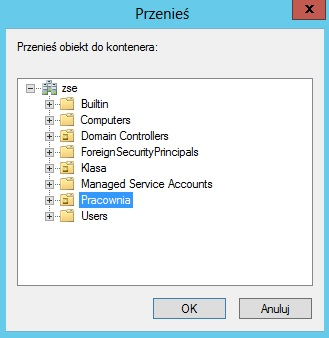 Przenieś
x
Przenieś obiekt do kontenera:
zse
Builtin
Computers
Domain Controllers
ForeignSecurityPrincipals
Klasa
Managed Service Accounts
Pracownia
Users
OK
Anuluj